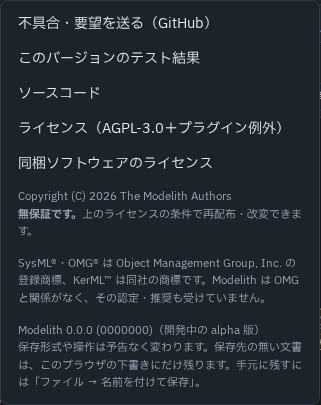 不具合・要望を送る（GitHub）
このバージョンのテスト結果
ソースコード
ライセンス（AGPL-3.0＋プラグイン例外）
同梱ソフトウェアのライセンス
Copyright (C) 2026 The Modelith Authors
無保証です。上のライセンスの条件で再配布・改変できま
す。
SysML®・OMG® は Object Management Group, Inc. の
登録商標、KerML™ は同社の商標です。Modelith は OMG
と関係がなく、その認定・推奨も受けていません。
Modelith 0.0.0 (0000000)（開発中の alpha 版）
保存形式や操作は予告なく変わります。保存先の無い文書
は、このブラウザの下書きにだけ残ります。手元に残すに
は「ファイル → 名前を付けて保存」。